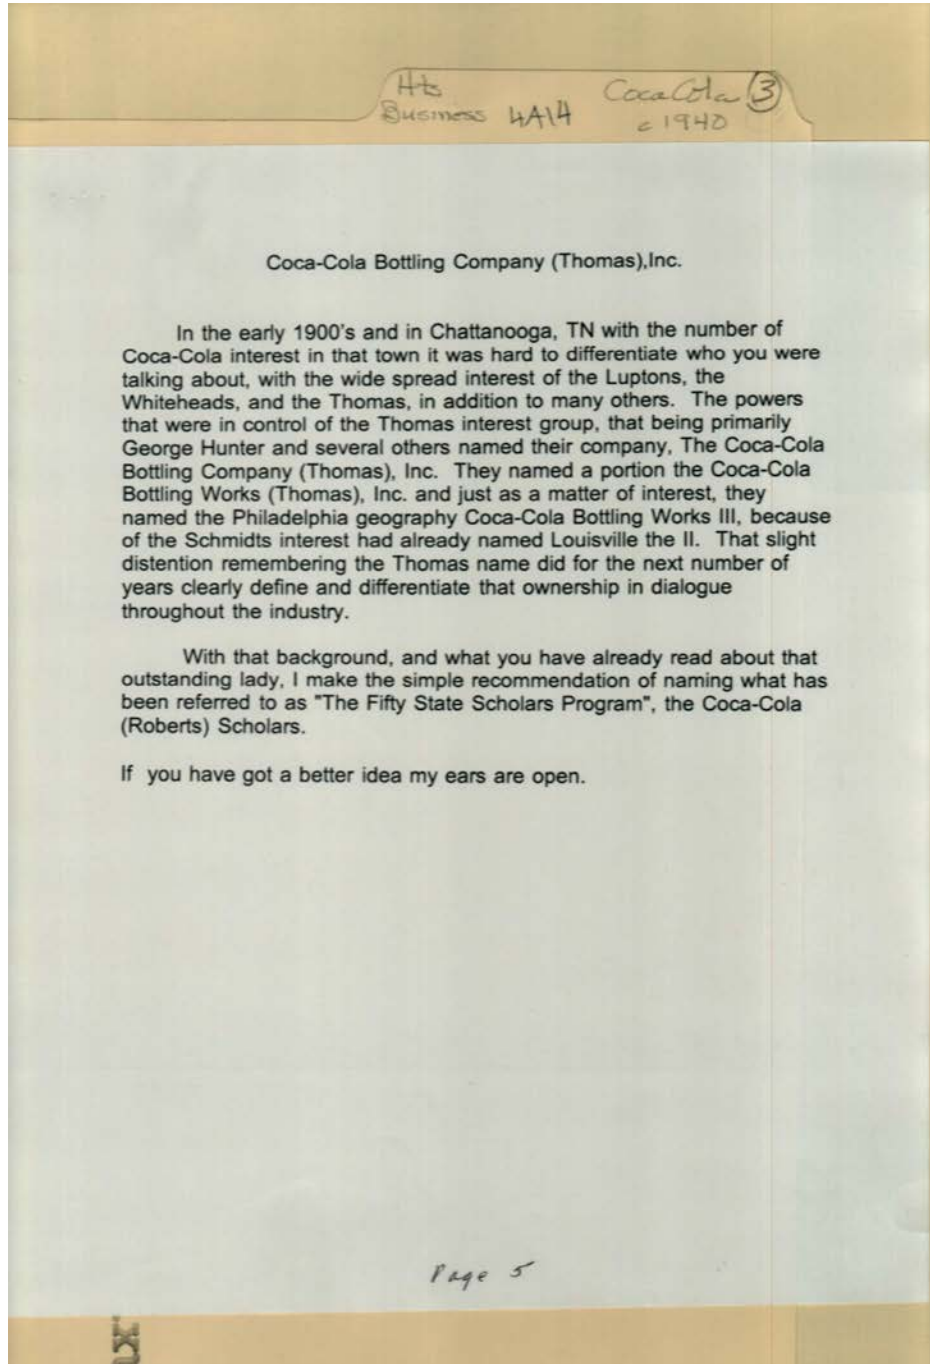 Hts Coca Cola 3
Business 4A14 c 1940
Coca-Cola Bottling Company (Thomas),Inc.
In the early 1900's and in Chattanooga, TN with the number of
Coca-Cola interest in that town it was hard to differentiate who you were
talking about, with the wide spread interest of the Luptons, the
Whiteheads, and the Thomas, in addition to many others. The powers
that were in control of the Thomas interest group, that being primarily
George Hunter and several others named their company, The Coca-Cola
Bottling Company (Thomas), Inc. They named a portion the Coca-Cola
Bottling Works (Thomas), Inc. and just as a matter of interest, they
named the Philadelphia geography Coca-Cola Bottling Works III, because
of the Schmidts interest had already named Louisville the II. That slight
distention remembering the Thomas name did for the next number of
years clearly define and differentiate that ownership in dialogue
throughout the industry.
With that background, and what you have already read about that
outstanding lady, I make the simple recommendation of naming what has
been referred to as "The Fifty State Scholars Program", the Coca-Cola
(Roberts) Scholars.
If you have got a better idea my ears are open.
Page 5